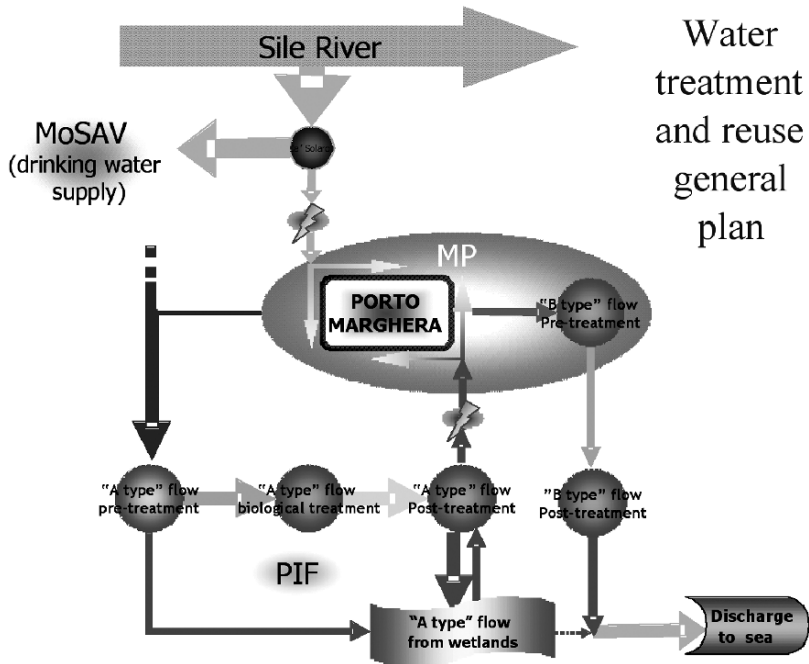 Sile River
Water
treatment
and reuse
general
plan
MoSAV
(drinking water
supply)
MP
PORTO
MARGHERA
“B type” flow
Pre-treatment
“A type” flow
pre-treatment
“A type” flow
biological treatment
“A type” flow
Post-treatment
”B type” flow
Post-treatment
PIF
“A type” flow
from wetlands
Discharge
to sea